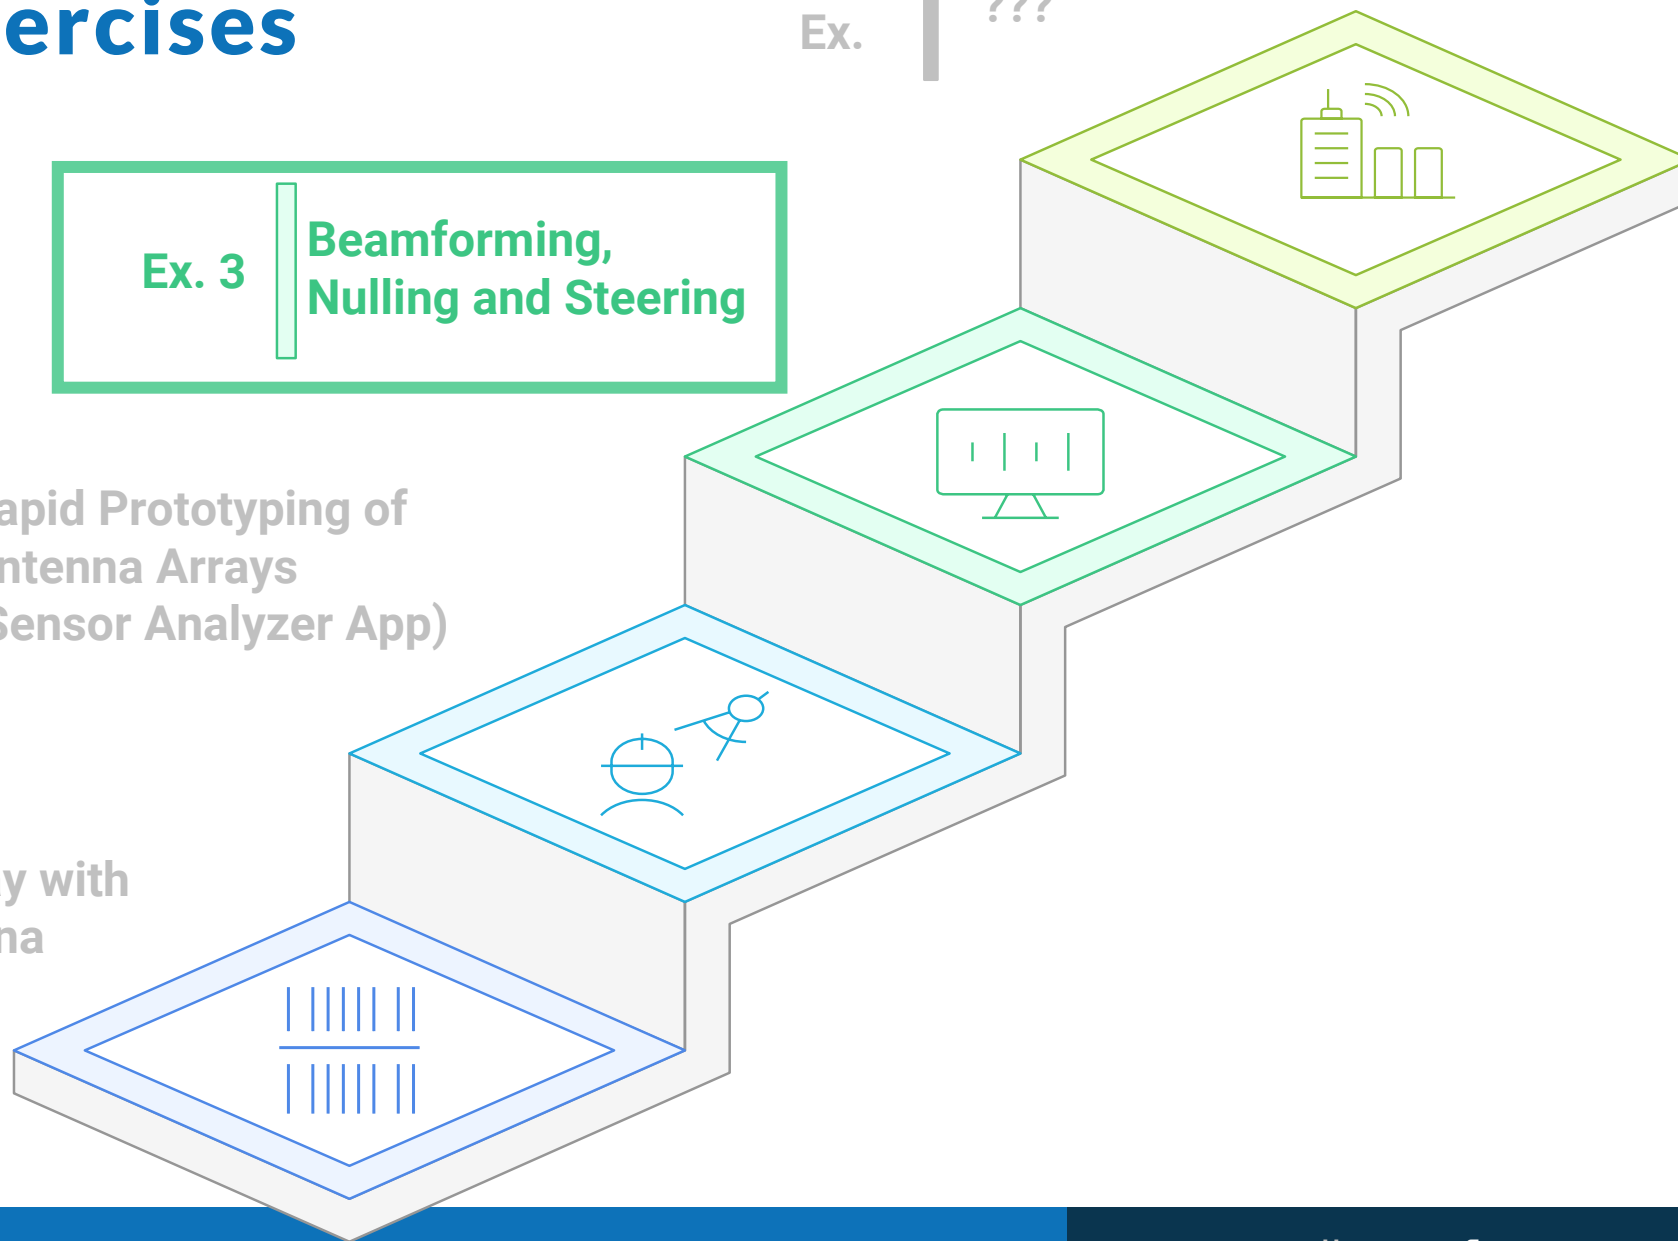 ercises
Ex.
???
Ex. 3
Beamforming,
Nulling and Steering
apid Prototyping of
ntenna Arrays
Sensor Analyzer App)
y with
na